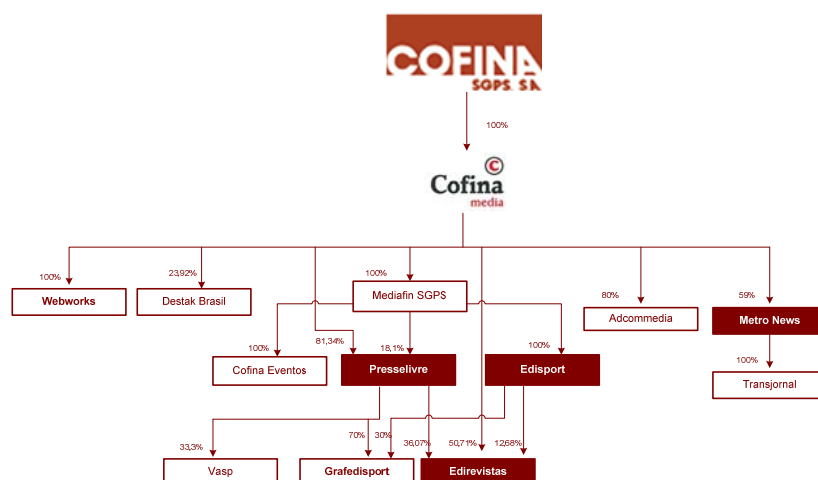 COFINA
SGPS, SA
100%
©
Cofina
media
100%
23,92%
100%
80%
59%
Webworks
Destak Brasil
Mediafin SGPS
Adcommedia
Metro News
100%
81,34%
18,1%
100%
100%
Cofina Eventos
Presselivre
Edisport
Transjornal
33,3%
70%
30%
36,07%
50,71%
12,68%
Vasp
Grafedisport
Edirevistas